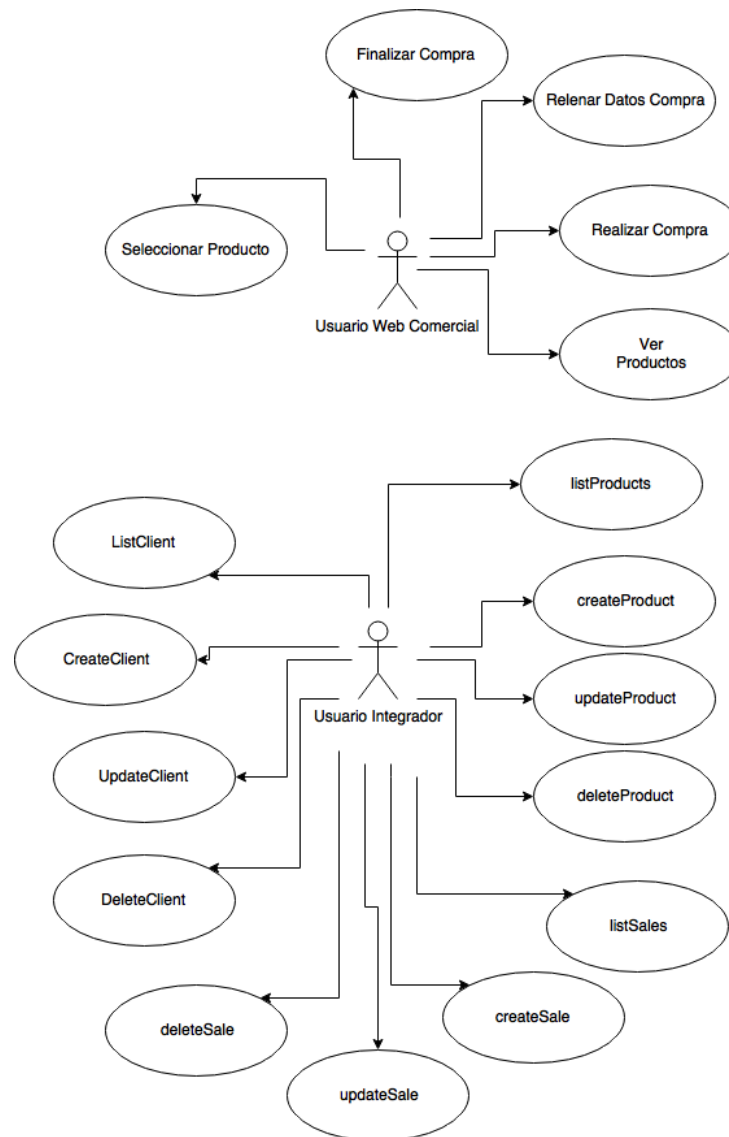 Finalizar Compra
Relenar Datos Compra
Seleccionar Producto
Realizar Compra
Usuario Web Comercial
Ver
Productos
listProducts
ListClient
createProduct
CreateClient
updateProduct
Usuario Integrador
UpdateClient
deleteProduct
DeleteClient
listSales
createSale
deleteSale
updateSale